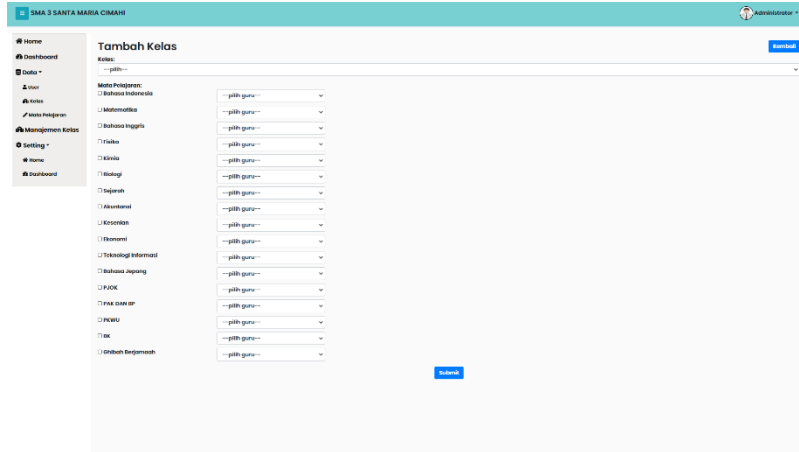 SMA 3 SANTA MARIA CIMAHI
Administrator
Home
Dashboard
Data
User
Kelas
Mata Pelajaran
Manajemen Kelas
Setting
Home
Dashboard
Tambah Kelas
Kembali
Kelas:
--pilih--
Mata Pelajaran:
Bahasa Indonesia --pilih guru--
Matematika --pilih guru--
Bahasa Inggris --pilih guru--
Fisika --pilih guru--
Kimia --pilih guru--
Biologi --pilih guru--
Sejarah --pilih guru--
Akuntansi --pilih guru--
Kesenian --pilih guru--
Ekonomi --pilih guru--
Teknologi Informasi --pilih guru--
Bahasa Jepang --pilih guru--
PJOK --pilih guru--
PAK DAN BP --pilih guru--
PKWU --pilih guru--
BK --pilih guru--
Ghibah Berjamaah --pilih guru--
Submit